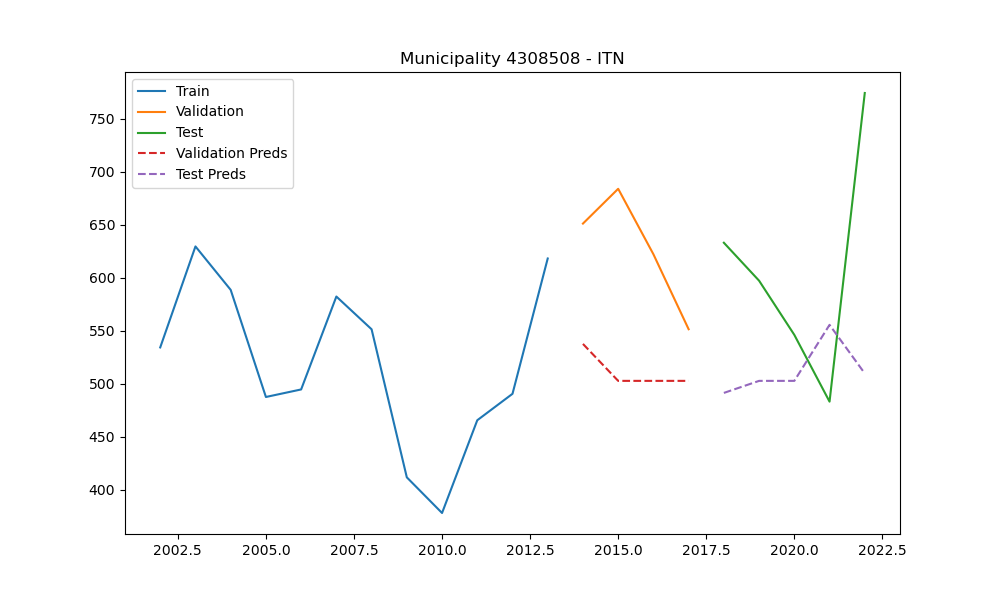 Municipality 4308508 - ITN
Train
Validation
Test
Validation Preds
Test Preds
750
700
650
600
550
500
450
400
2002.5 2005.0 2007.5 2010.0 2012.5 2015.0 2017.5 2020.0 2022.5